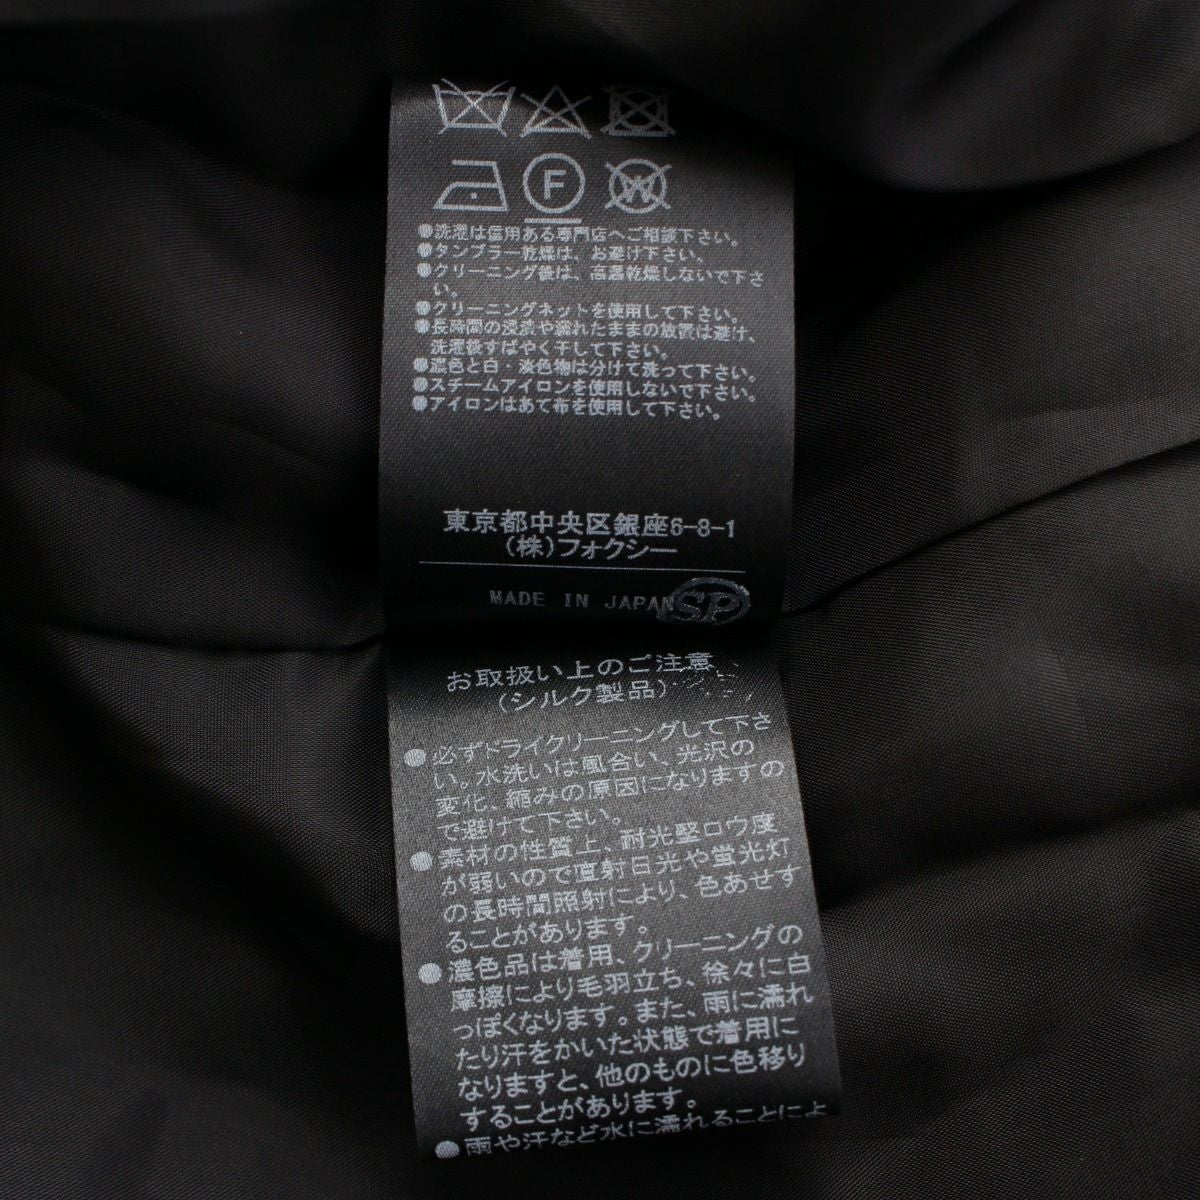 F
W
●洗濯は信用ある専門店へご相談下さい。
●タンブラー乾燥は、お避け下さい。
●クリーニング後は、高温乾燥しないで下さ
い。
●クリーニングネットを使用して下さい。
●長時間の浸漬や濡れたままの放置は避け、
洗濯後すばやく干して下さい。
●濃色と白・淡色物は分けて洗って下さい。
●スチームアイロンを使用しないで下さい。
●アイロンはあて布を使用して下さい。
東京都中央区銀座6-8-1
(株)フォクシー
MADE IN JAPAN SP
お取扱い上のご注意
(シルク製品)
●必ずドライクリーニングして下さ
い。水洗いは風合い、光沢の
変化、縮みの原因になりますの
で避けて下さい。
●素材の性質上、耐光堅ロウ度
が弱いので直射日光や蛍光灯
の長時間照射により、色あせす
ることがあります。
●濃色品は着用、クリーニングの
摩擦により毛羽立ち、徐々に白
っぽくなります。また、雨に濡れ
たり汗をかいた状態で着用に
なりますと、他のものに色移り
することがあります。
●雨や汗など水に濡れることによ